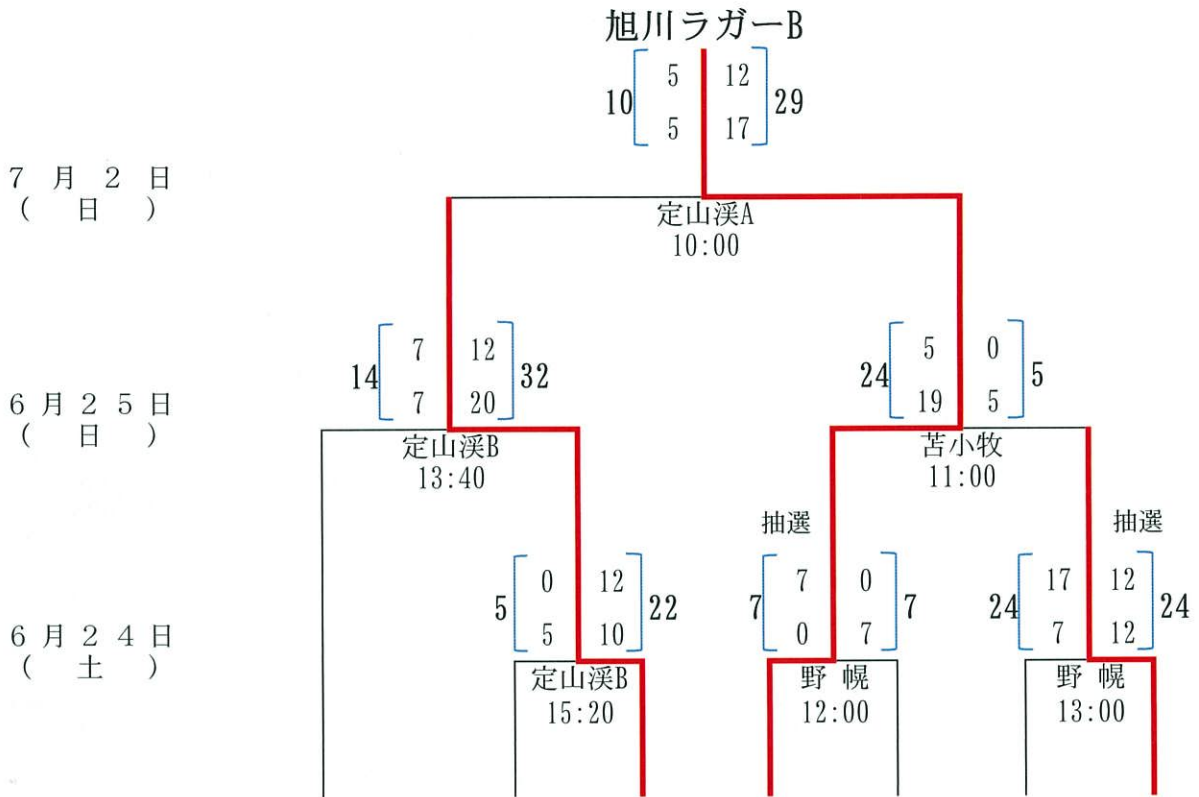 旭川ラガーB
5 12
10 29
5 17
7 月 2 日
( 日 )
定山渓A
10:00
7 12 5 0
14 32 24 5
7 20 19 5
6 月 2 5 日
( 日 )
定山渓B 苫小牧
13:40 11:00
抽選 抽選
0 12 7 0 17 12
5 22 7 7 24 24
5 10 0 7 7 12
6 月 2 4 日
( 土 )
定山渓B 野 幌 野 幌
15:20 12:00 13:00